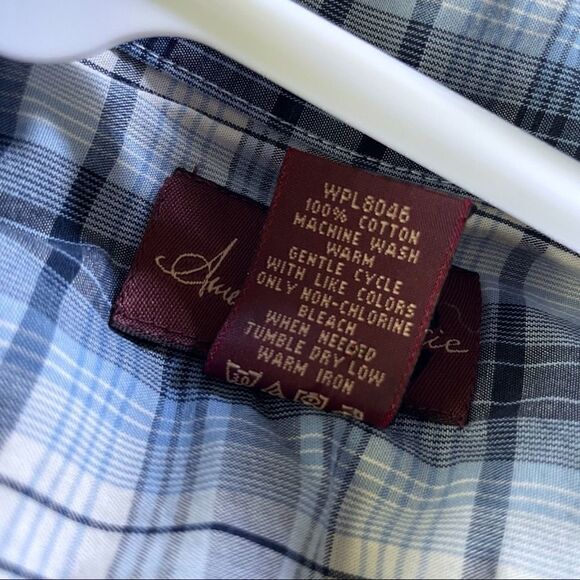 WPL8046
100% COTTON
MACHINE WASH
WARM
GENTLE CYCLE
WITH LIKE COLORS
ONLY NON-CHLORINE
BLEACH
WHEN NEEDED
TUMBLE DRY LOW
WARM IRON